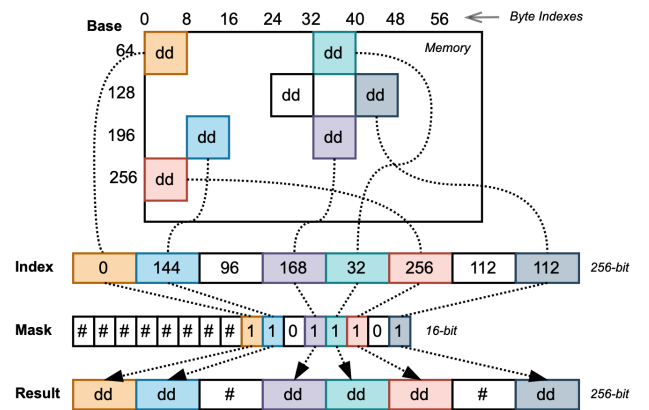 0 8 16 24 32 40 48 56 Byte Indexes
Base
64 dd dd Memory
128 dd dd
196 dd dd
256 dd
Index 0 144 96 168 32 256 112 112 256-bit
Mask # # # # # # # # 1 1 0 1 1 1 0 1 16-bit
Result dd dd # dd dd dd # dd 256-bit